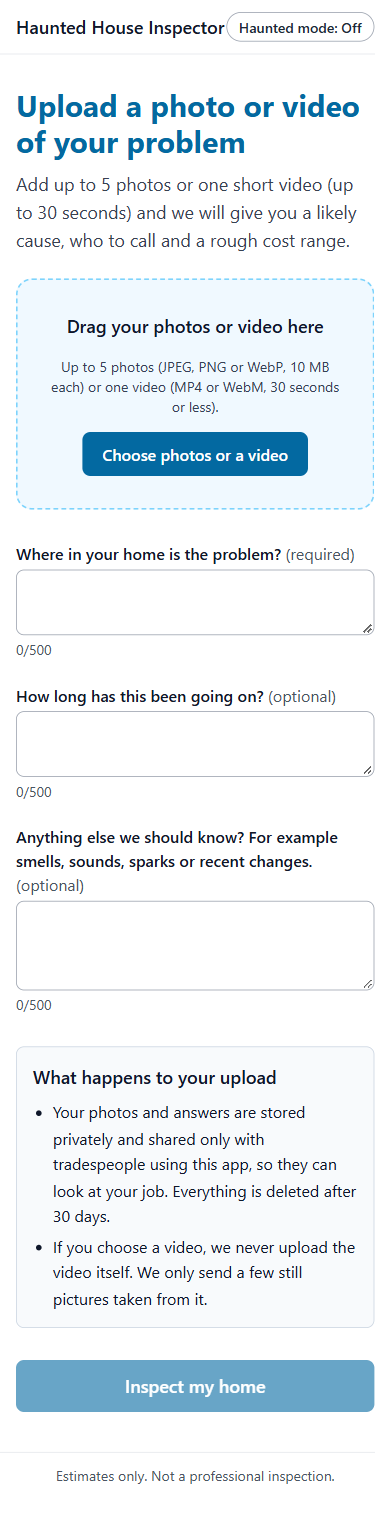 Haunted House Inspector
Haunted mode: Off
Upload a photo or video
of your problem
Add up to 5 photos or one short video (up
to 30 seconds) and we will give you a likely
cause, who to call and a rough cost range.
Drag your photos or video here
Up to 5 photos (JPEG, PNG or WebP, 10 MB
each) or one video (MP4 or WebM, 30 seconds
or less).
Choose photos or a video
Where in your home is the problem? (required)
0/500
How long has this been going on? (optional)
0/500
Anything else we should know? For example
smells, sounds, sparks or recent changes.
(optional)
0/500
What happens to your upload
• Your photos and answers are stored
privately and shared only with
tradespeople using this app, so they can
look at your job. Everything is deleted after
30 days.
• If you choose a video, we never upload the
video itself. We only send a few still
pictures taken from it.
Inspect my home
Estimates only. Not a professional inspection.